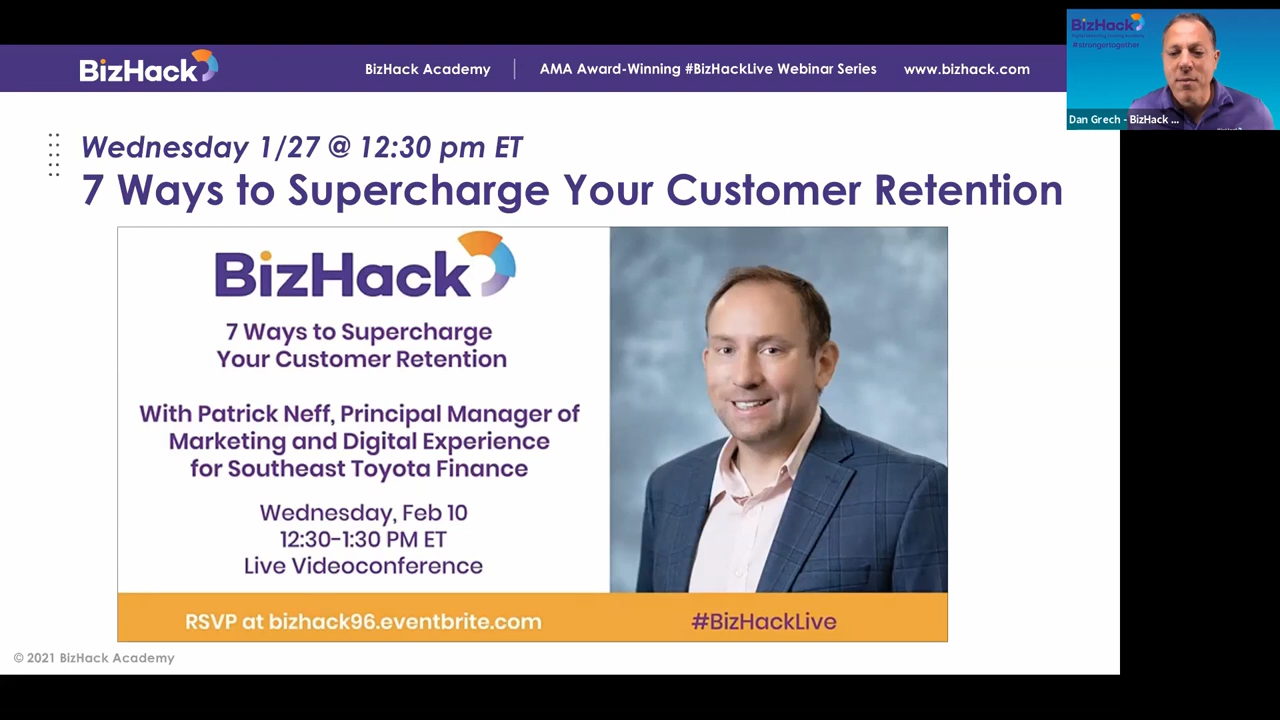 BizHack
BizHack Academy
AMA Award-Winning #BizHackLive Webinar Series
www.bizhack.com
BizHack
#strongertogether
Dan Grech - BizHack ...
Wednesday 1/27 @ 12:30 pm ET
7 Ways to Supercharge Your Customer Retention
BizHack
7 Ways to Supercharge
Your Customer Retention
With Patrick Neff, Principal Manager of
Marketing and Digital Experience
for Southeast Toyota Finance
Wednesday, Feb 10
12:30-1:30 PM ET
Live Videoconference
RSVP at bizhack96.eventbrite.com
#BizHackLive
© 2021 BizHack Academy